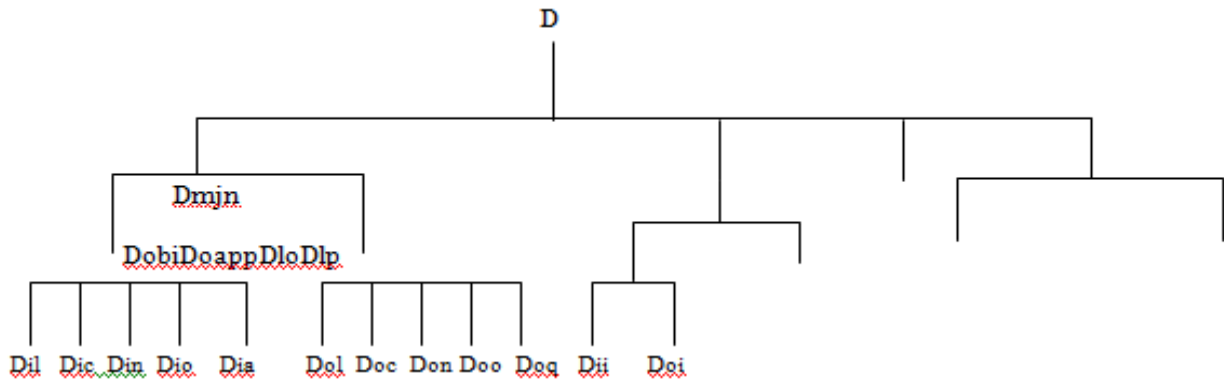 D
Dmjn
DobiDoappDloDlp
Dil Dic Din Dio Dia Dol Doc Don Doo Doq Dii Doi